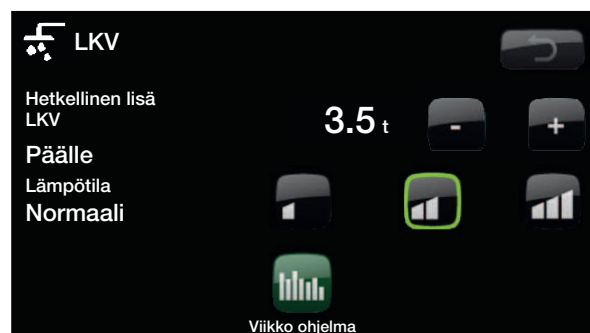 LKV
Hetkellinen lisä
LKV
3.5 t
-
+
Päälle
Lämpötila
Normaali
Viikko ohjelma